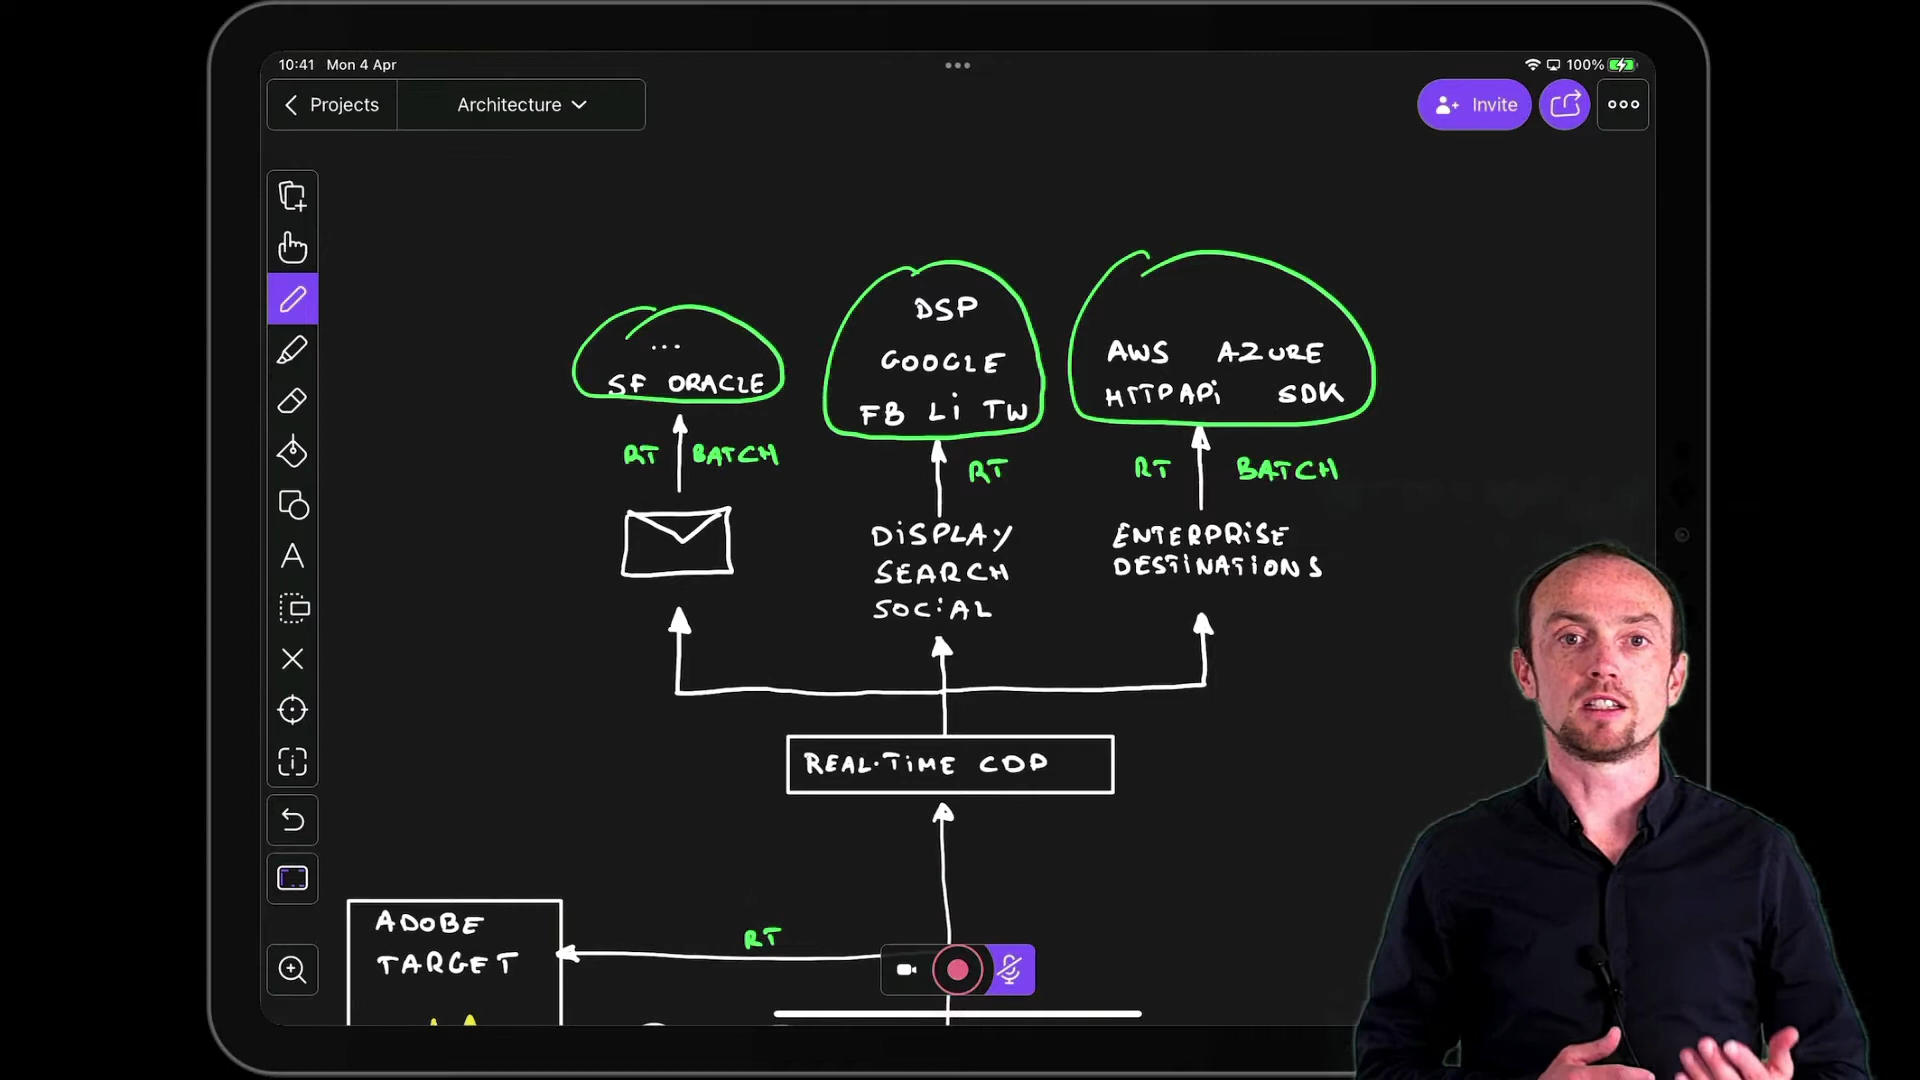 10:41 Mon 4 Apr
100%
Projects
Architecture
Invite
DSP
GOOGLE
FB Li TW
...
SF ORACLE
AWS AZURE
HTTP APi SDK
RT BATCH
RT
RT BATCH
DiSPLAY
SEARCH
SOCiAL
ENTERPRiSE
DESTiNATiONS
REAL-TiME CDP
ADOBE
TARGET
RT